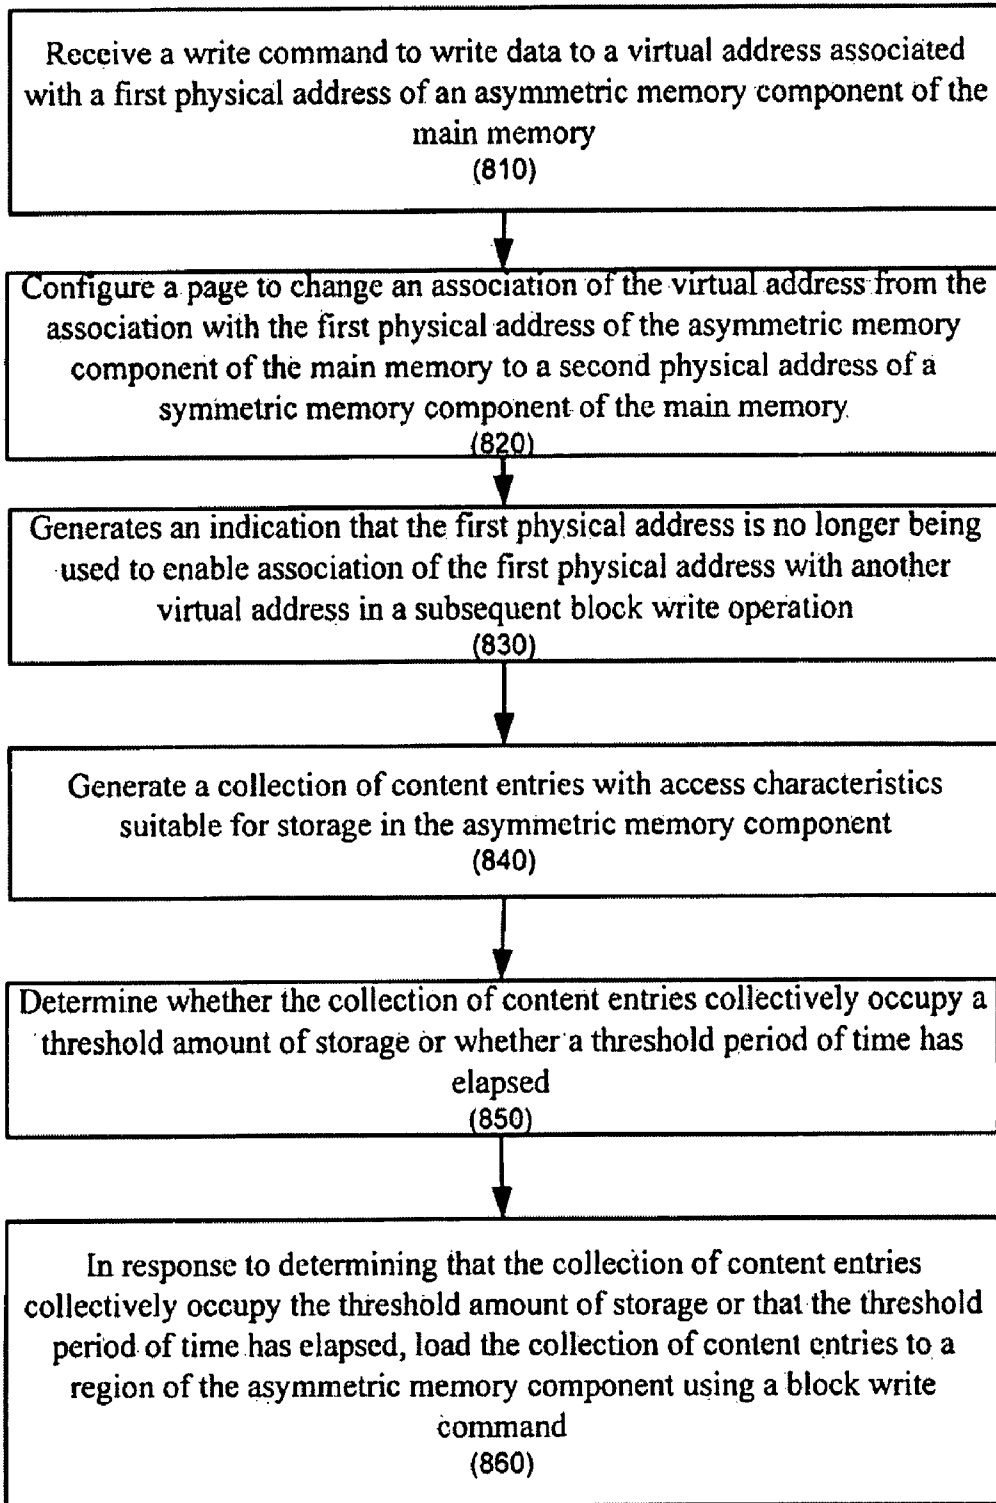 Receive a write command to write data to a virtual address associated
with a first physical address of an asymmetric memory component of the
main memory
(810)
Configure a page to change an association of the virtual address from the
association with the first physical address of the asymmetric memory
component of the main memory to a second physical address of a
symmetric memory component of the main memory
(820)
Generates an indication that the first physical address is no longer being
used to enable association of the first physical address with another
virtual address in a subsequent block write operation
(830)
Generate a collection of content entries with access characteristics
suitable for storage in the asymmetric memory component
(840)
Determine whether the collection of content entries collectively occupy a
threshold amount of storage or whether a threshold period of time has
elapsed
(850)
In response to determining that the collection of content entries
collectively occupy the threshold amount of storage or that the threshold
period of time has elapsed, load the collection of content entries to a
region of the asymmetric memory component using a block write
command
(860)